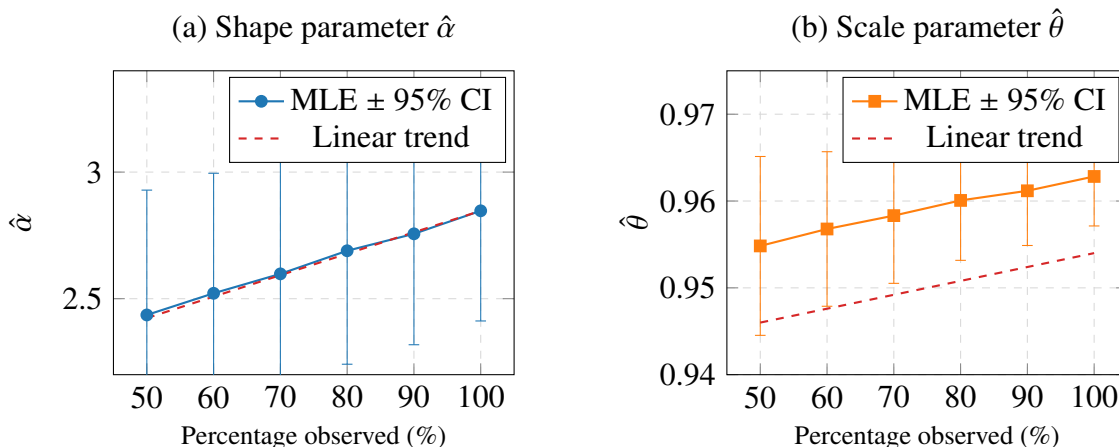 (a) Shape parameter α̂
MLE ± 95% CI
Linear trend
3
2.5
α̂
50 60 70 80 90 100
Percentage observed (%)
(b) Scale parameter θ̂
MLE ± 95% CI
Linear trend
0.97
0.96
0.95
0.94
θ̂
50 60 70 80 90 100
Percentage observed (%)